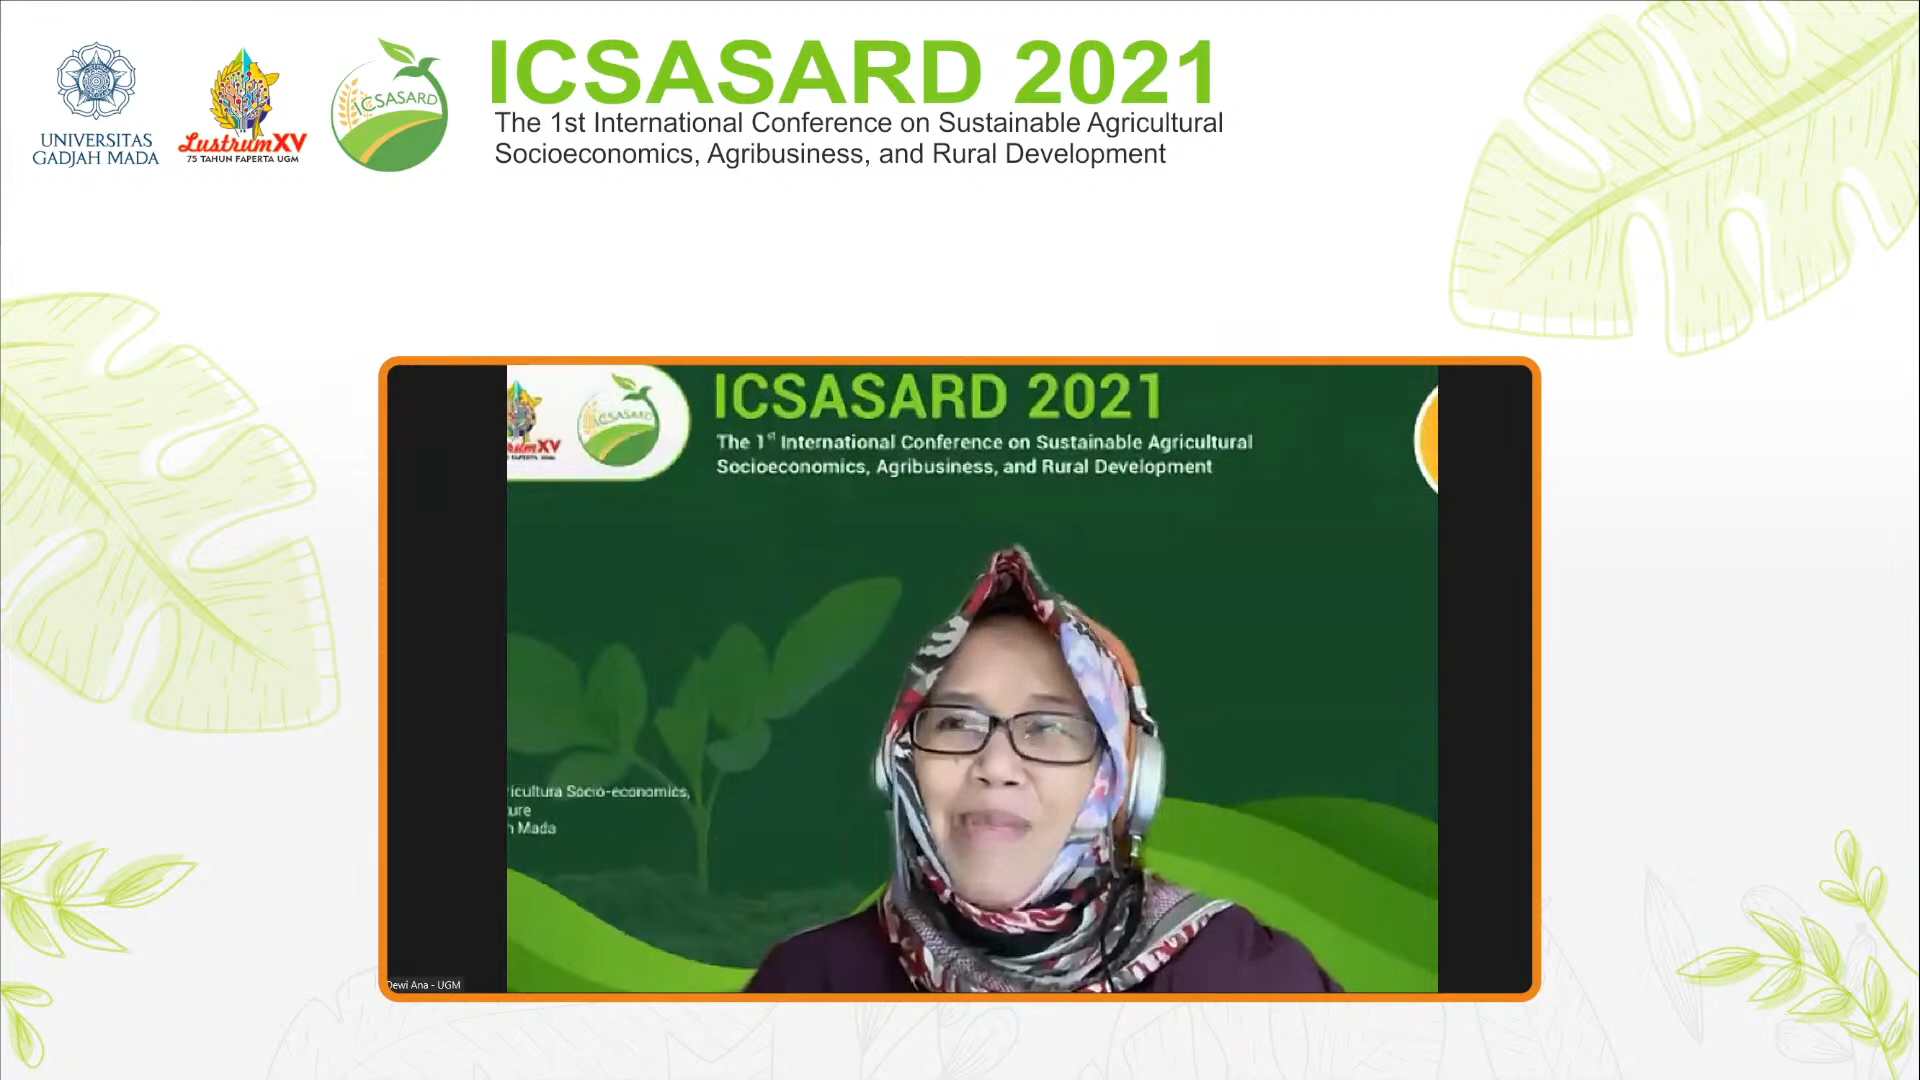 UNIVERSITAS
GADJAH MADA
LustrumXV
75 TAHUN FAPERTA UGM
ICSASARD
ICSASARD 2021
The 1st International Conference on Sustainable Agricultural
Socioeconomics, Agribusiness, and Rural Development
ICSASARD
ICSASARD 2021
The 1st International Conference on Sustainable Agricultural
Socioeconomics, Agribusiness, and Rural Development
icultura Socio-economics,
ure
Mada
Dewi Ana - UGM